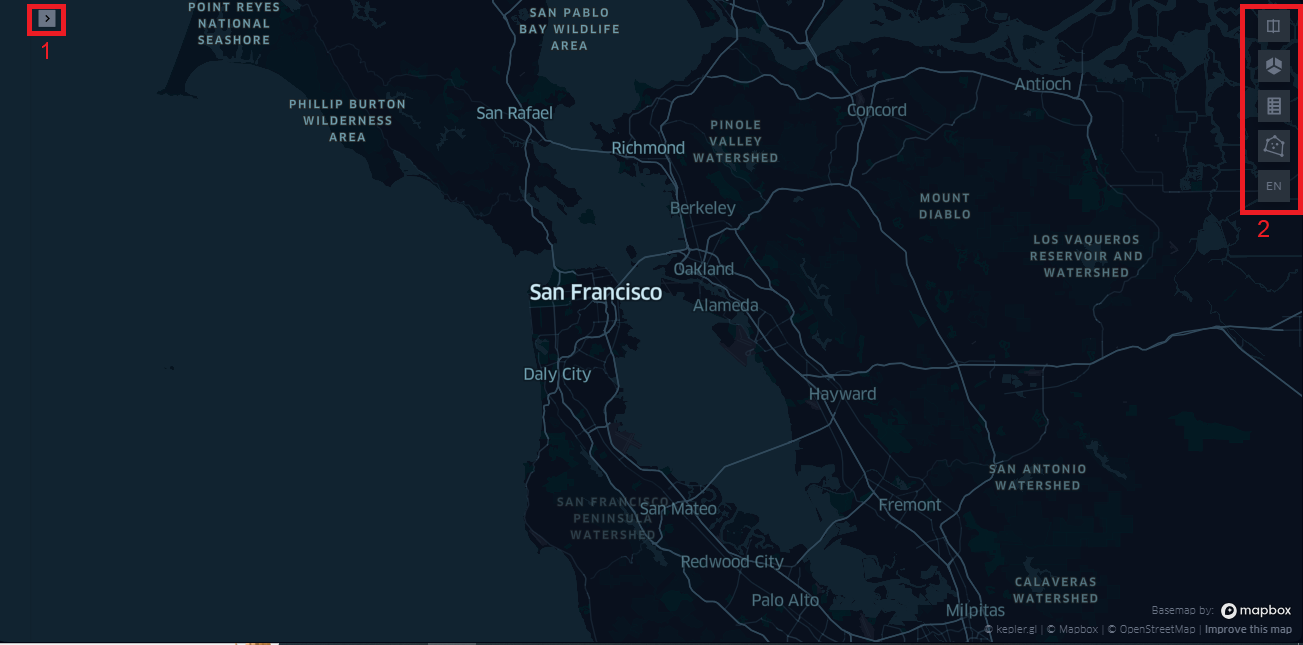 POINT REYES
NATIONAL
SEASHORE
SAN PABLO
BAY WILDLIFE
AREA
1
EN
2
Antioch
PHILLIP BURTON
WILDERNESS
AREA
San Rafael
Concord
PINOLE
VALLEY
WATERSHED
Richmond
MOUNT
DIABLO
Berkeley
LOS VAQUEROS
RESERVOIR AND
WATERSHED
Oakland
San Francisco
Alameda
Daly City
Hayward
SAN ANTONIO
WATERSHED
SAN FRANCISCO
PENINSULA
WATERSHED
San Mateo
Fremont
Redwood City
CALAVERAS
WATERSHED
Palo Alto
Milpitas
Basemap by: mapbox
© kepler.gl | © Mapbox | © OpenStreetMap | Improve this map